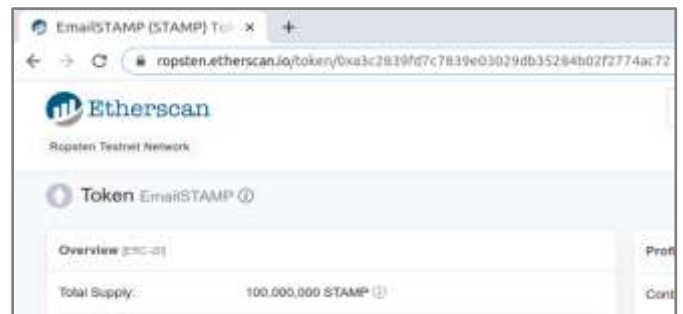 EmailSTAMP (STAMP) To
ropsten.etherscan.io/token/0xa3c2839fd7c7839e03029db35284b02f2774ac72
Etherscan
Ropsten Testnet Network
Token EmailSTAMP
Overview [ERC-20]
Prof
Total Supply: 100,000,000 STAMP
Cont